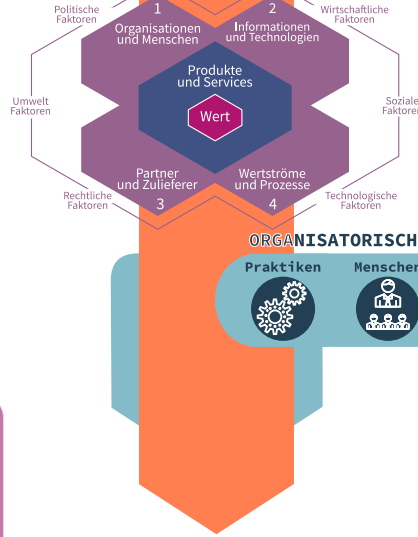 Politische
Faktoren
1
2
Wirtschaftliche
Faktoren
Organisationen
und Menschen
Informationen
und Technologien
Produkte
und Services
Umwelt
Faktoren
Wert
Soziale
Faktoren
Partner
und Zulieferer
3
Wertströme
und Prozesse
4
Rechtliche
Faktoren
Technologische
Faktoren
ORGANISATORISCH
Praktiken
Menschen